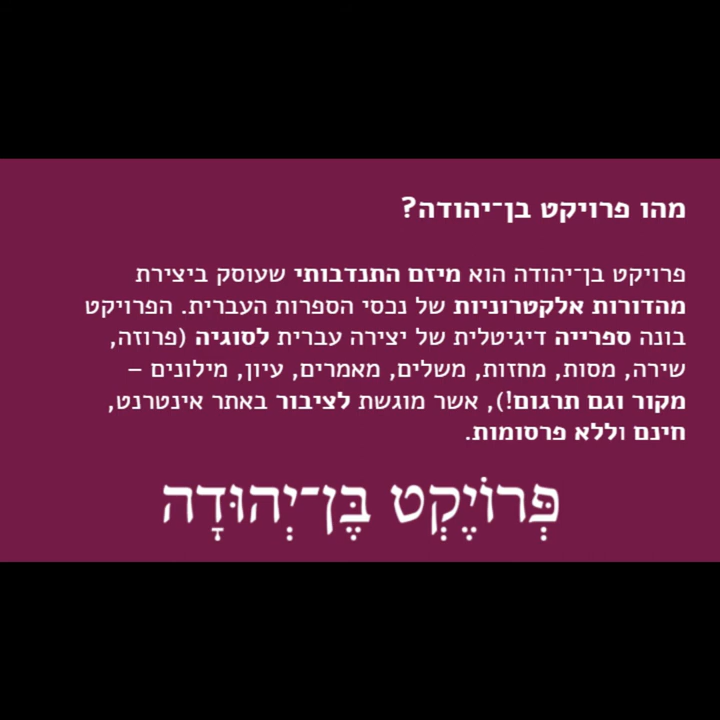 מהו פרויקט בן־יהודה?
פרויקט בן־יהודה הוא מיזם התנדבותי שעוסק ביצירת
מהדורות אלקטרוניות של נכסי הספרות העברית. הפרויקט
בונה ספרייה דיגיטלית של יצירה עברית לסוגיה (פרוזה,
שירה, מסות, מחזות, משלים, מאמרים, עיון, מילונים –
מקור וגם תרגום!), אשר מוגשת לציבור באתר אינטרנט,
חינם וללא פרסומות.
פְּרוֹיֶקְט בֶּן־יְהוּדָה